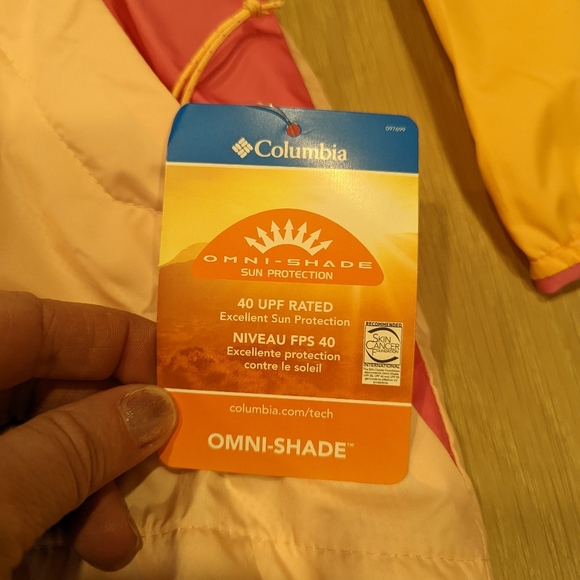 097699
Columbia
OMNI-SHADE
SUN PROTECTION
40 UPF RATED
Excellent Sun Protection
NIVEAU FPS 40
Excellente protection
contre le soleil
RECOMMENDED
SKIN
CANCER
FOUNDATION
INTERNATIONAL
columbia.com/tech
OMNI-SHADE™